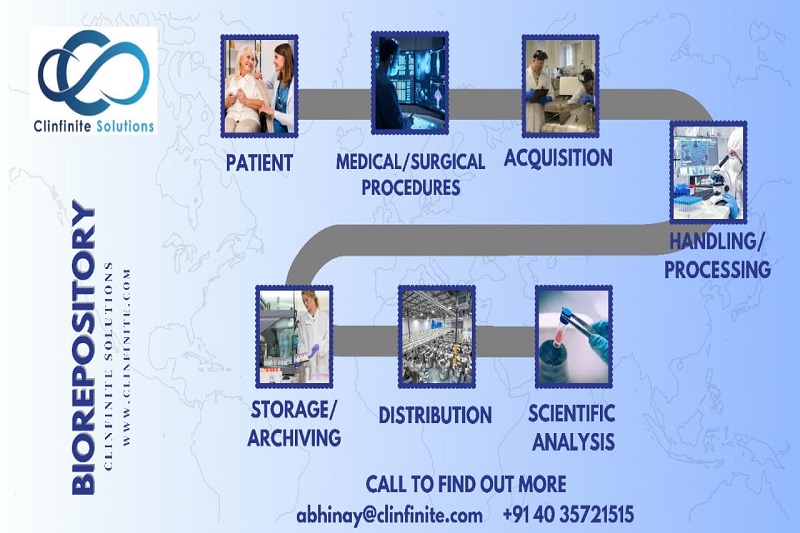 Clinfinite Solutions
PATIENT
MEDICAL/SURGICAL
PROCEDURES
ACQUISITION
HANDLING/
PROCESSING
BIOREPOSITORY
CLINFINITE SOLUTIONS
WWW.CLINFINITE.COM
STORAGE/
ARCHIVING
DISTRIBUTION
SCIENTIFIC
ANALYSIS
CALL TO FIND OUT MORE
abhinay@clinfinite.com +91 40 35721515